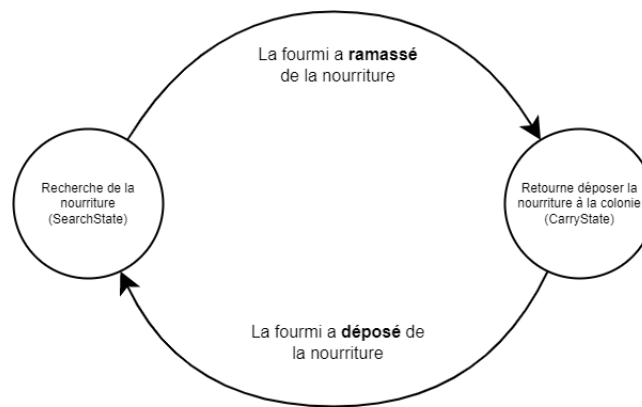 La fourmi a ramassé
de la nourriture
Recherche de la
nourriture
(SearchState)
Retourne déposer la
nourriture à la colonie
(CarryState)
La fourmi a déposé de
la nourriture